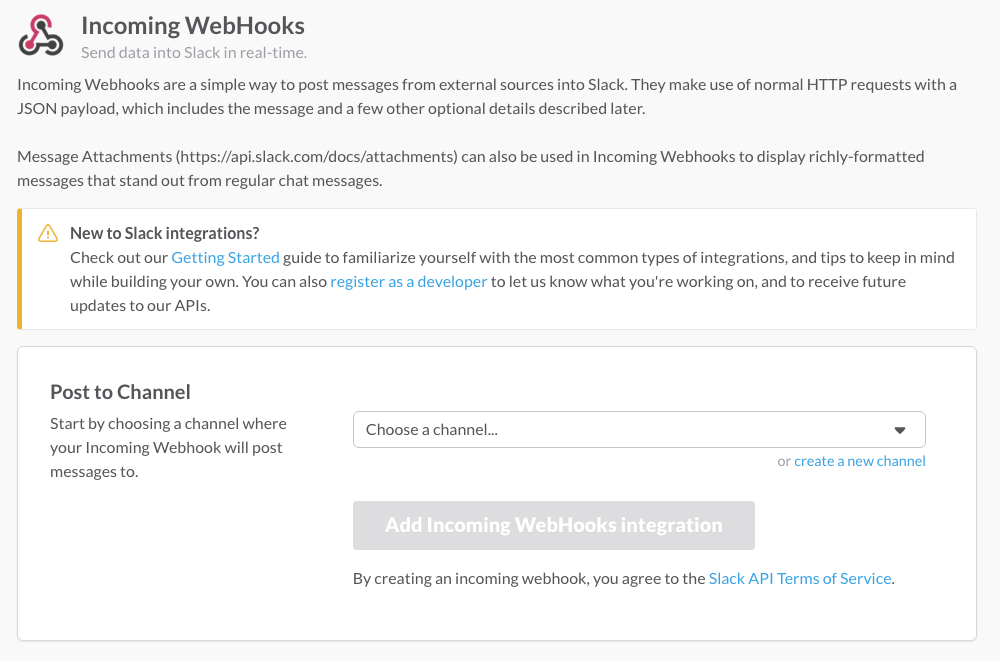 Incoming WebHooks
Send data into Slack in real-time.
Incoming Webhooks are a simple way to post messages from external sources into Slack. They make use of normal HTTP requests with a
JSON payload, which includes the message and a few other optional details described later.
Message Attachments (https://api.slack.com/docs/attachments) can also be used in Incoming Webhooks to display richly-formatted
messages that stand out from regular chat messages.
New to Slack integrations?
Check out our Getting Started guide to familiarize yourself with the most common types of integrations, and tips to keep in mind
while building your own. You can also register as a developer to let us know what you're working on, and to receive future
updates to our APIs.
Post to Channel
Start by choosing a channel where
your Incoming Webhook will post
messages to.
Choose a channel...
or create a new channel
Add Incoming WebHooks integration
By creating an incoming webhook, you agree to the Slack API Terms of Service.